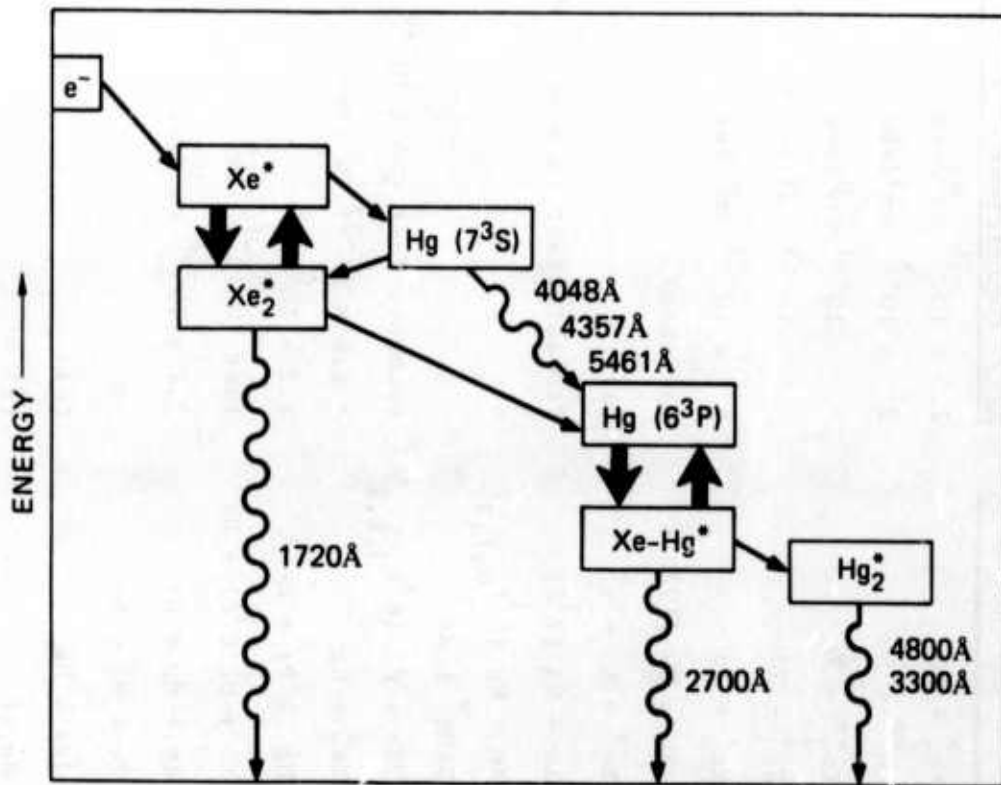 e⁻
Xe*
Hg (7³S)
Xe₂*
4048Å
4357Å
5461Å
Hg (6³P)
ENERGY
Xe-Hg*
Hg₂*
1720Å
2700Å
4800Å
3300Å